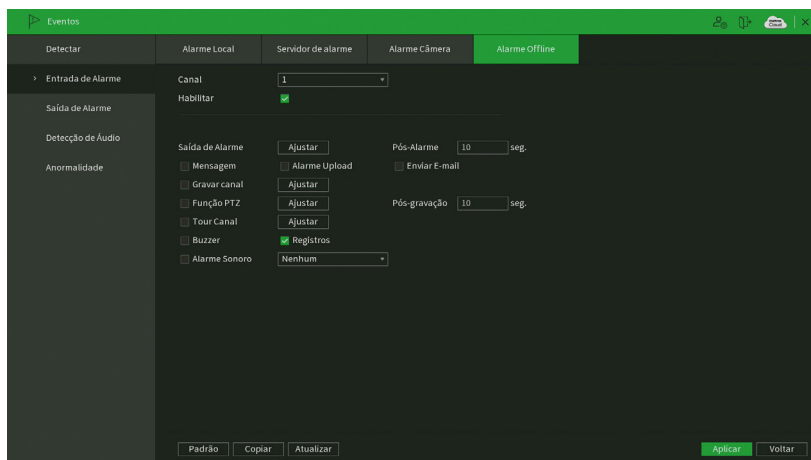 Eventos
Detectar
Alarme Local Servidor de alarme Alarme Câmera Alarme Offline
Entrada de Alarme
Canal 1
Habilitar
Saída de Alarme
Detecção de Áudio
Anormalidade
Saída de Alarme Ajustar Pós-Alarme 10 seg.
Mensagem Alarme Upload Enviar E-mail
Gravar canal Ajustar
Função PTZ Ajustar Pós-gravação 10 seg.
Tour Canal Ajustar
Buzzer Registros
Alarme Sonoro Nenhum
Padrão Copiar Atualizar Aplicar Voltar